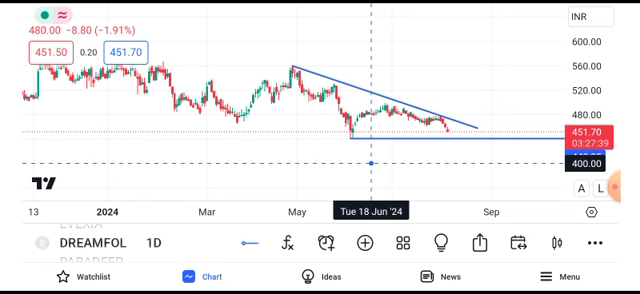 INR
480.00 −8.80 (−1.91%)
451.50 0.20 451.70
600.00
560.00
520.00
480.00
451.70
03:27:39
400.00
A L
13 2024 Mar May Tue 18 Jun '24 Sep
DREAMFOL 1D
Watchlist Chart Ideas News Menu